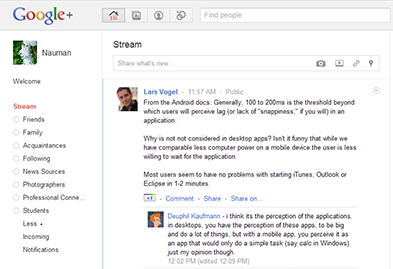 Google+
Find people
Nauman
Stream
Share what's new...
Welcome
Lars Vogel - 11:57 AM - Public
From the Android docs: Generally, 100 to 200ms is the threshold beyond
which users will perceive lag (or lack of "snappiness," if you will) in an
application.
Stream
Friends
Family
Acquaintances
Following
News Sources
Photographers
Professional Conne...
Students
Less
Incoming
Notifications
Why is not not considered in desktop apps? Isn't it funny that while we
have comparable less computer power on a mobile device the user is less
willing to wait for the application.
Most users seem to have no problems with starting iTunes, Outlook or
Eclipse in 1-2 minutes.
+1 - Comment - Share - Share on...
Deuphil Kaufmann - i think its the perception of the applications.
in desktops, you have the perception of these apps, to be big
and do a lot of things, but with a mobile app, you perceive it as
an app that would only do a simple task (say calc in Windows).
just my opinion though.
12:02 PM (edited 12:09 PM)